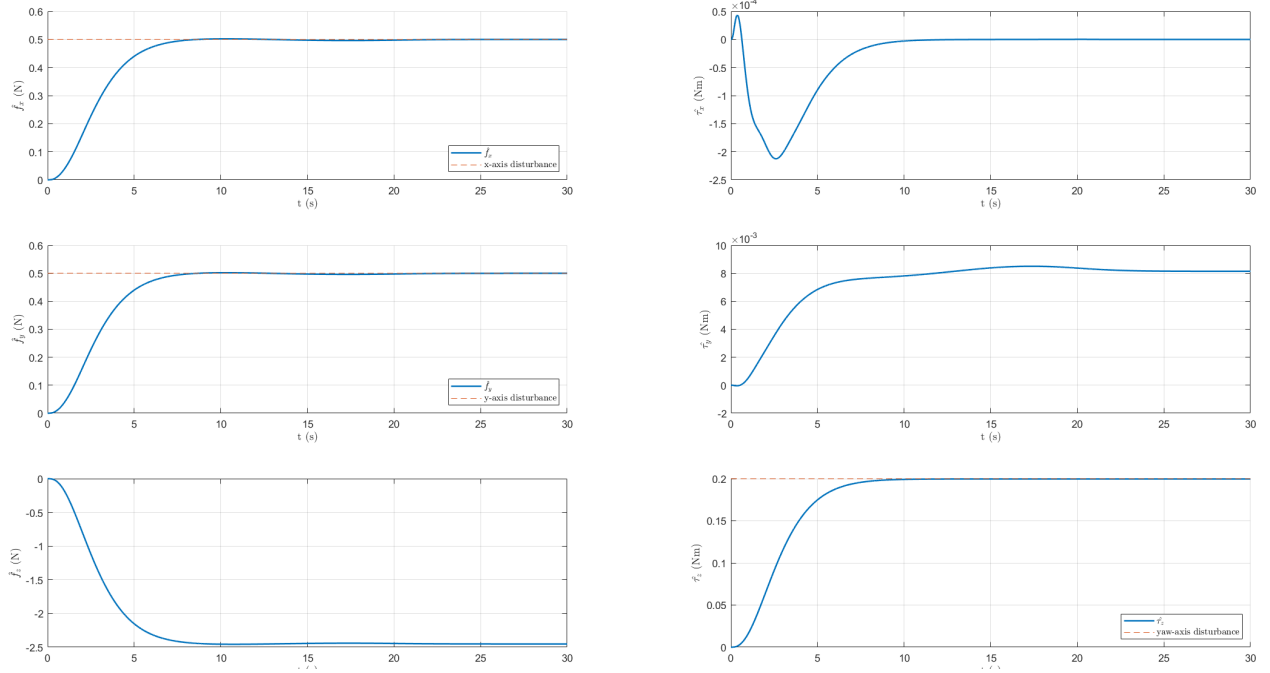 0.6
0.5
0.4
0.3
0.2
0.1
0
f̂x (N)
0 5 10 15 20 25 30
t (s)
f̂x
x-axis disturbance
×10-4
0.5
0
-0.5
-1
-1.5
-2
-2.5
τ̂x (Nm)
0 5 10 15 20 25 30
t (s)
0.6
0.5
0.4
0.3
0.2
0.1
0
f̂y (N)
0 5 10 15 20 25 30
t (s)
f̂y
y-axis disturbance
×10-3
10
8
6
4
2
0
-2
τ̂y (Nm)
0 5 10 15 20 25 30
t (s)
0
-0.5
-1
-1.5
-2
-2.5
f̂z (N)
0 5 10 15 20 25 30
t (s)
0.2
0.15
0.1
0.05
0
τ̂z (Nm)
0 5 10 15 20 25 30
t (s)
τ̂z
yaw-axis disturbance